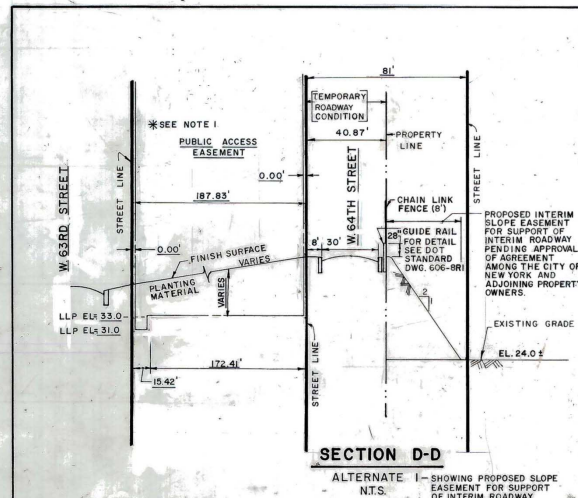 81'
TEMPORARY
ROADWAY
CONDITION
40.87'
PROPERTY
LINE
STREET LINE
* SEE NOTE 1
PUBLIC ACCESS
EASEMENT
0.00'
187.83'
W. 63RD STREET
STREET LINE
0.00'
FINISH SURFACE
VARIES
PLANTING
MATERIAL
VARIES
LLP EL= 33.0
LLP EL= 31.0
172.41'
15.42'
STREET LINE
W. 64TH STREET
8'
30'
28"
CHAIN LINK
FENCE (8')
GUIDE RAIL
FOR DETAIL
SEE DOT
STANDARD
DWG. 606-8R1
2
1
PROPOSED INTERIM
SLOPE EASEMENT
FOR SUPPORT OF
INTERIM ROADWAY
PENDING APPROVAL
OF AGREEMENT
AMONG THE CITY OF
NEW YORK AND
ADJOINING PROPERTY
OWNERS.
EXISTING GRADE
EL. 24.0 ±
SECTION D-D
ALTERNATE 1 - SHOWING PROPOSED SLOPE
EASEMENT FOR SUPPORT
OF INTERIM ROADWAY
N.T.S.